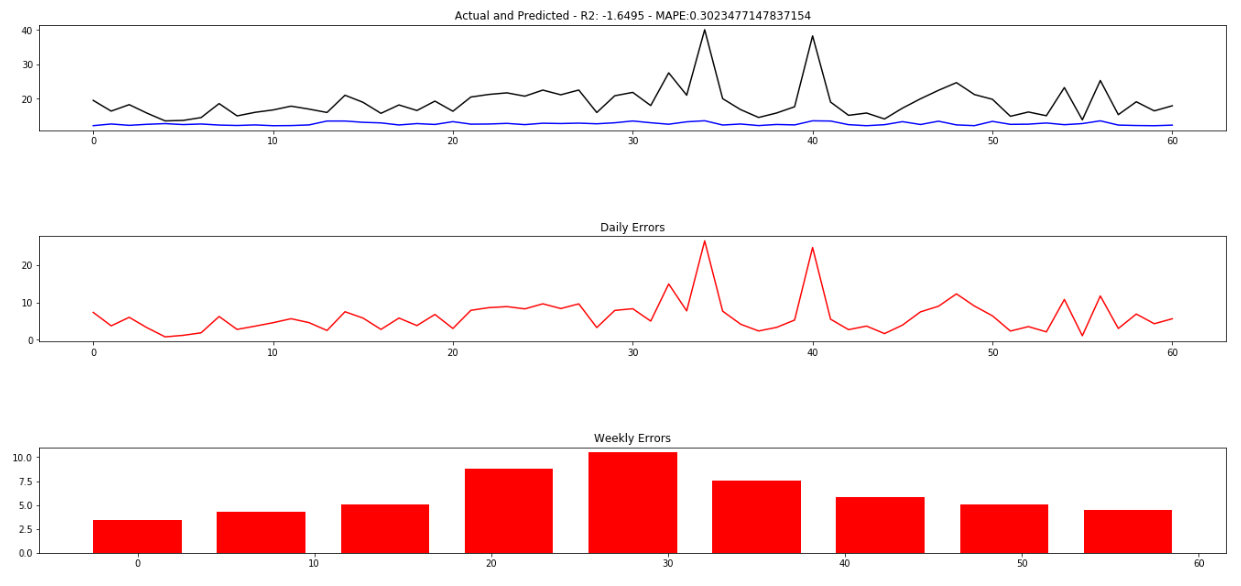 Actual and Predicted - R2: -1.6495 - MAPE:0.3023477147837154
40
30
20
0 10 20 30 40 50 60
Daily Errors
20
10
0
0 10 20 30 40 50 60
Weekly Errors
10.0
7.5
5.0
2.5
0.0
0 10 20 30 40 50 60